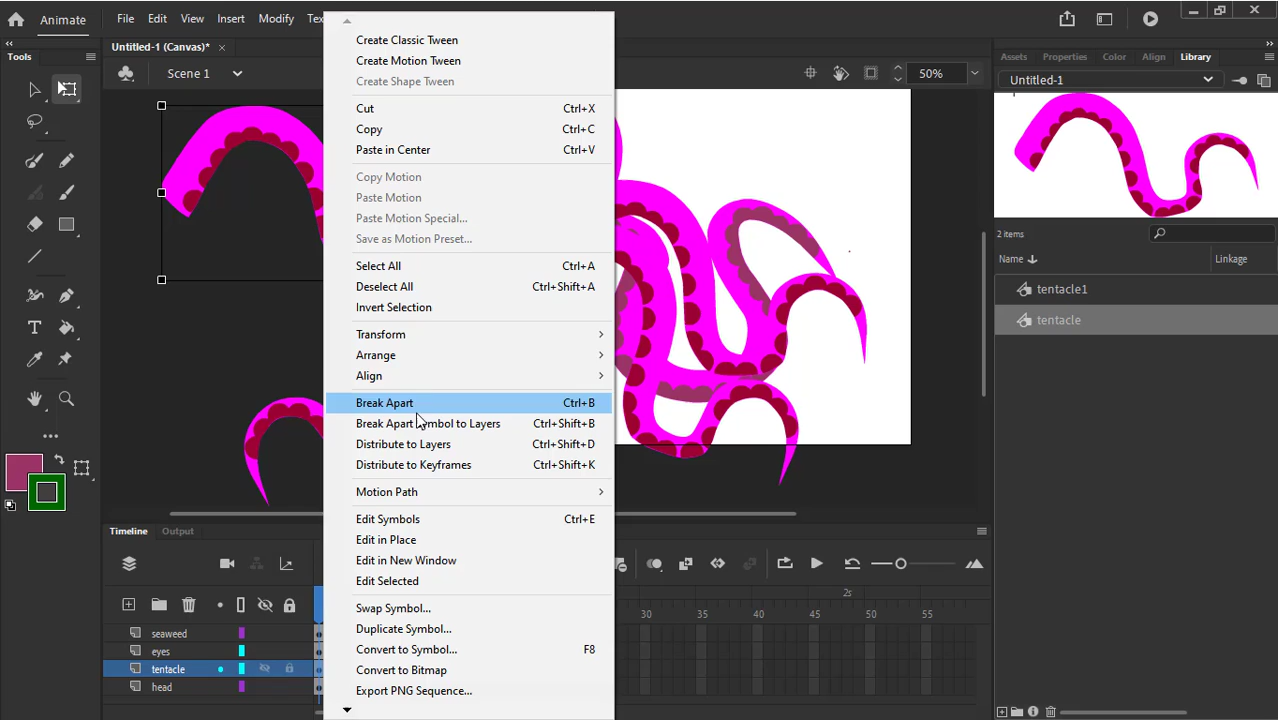 Animate
File Edit View Insert Modify
Untitled-1 (Canvas)*
Tools
Scene 1
50%
Create Classic Tween
Create Motion Tween
Create Shape Tween
Cut Ctrl+X
Copy Ctrl+C
Paste in Center Ctrl+V
Copy Motion
Paste Motion
Paste Motion Special...
Save as Motion Preset...
Select All Ctrl+A
Deselect All Ctrl+Shift+A
Invert Selection
Transform
Arrange
Align
Break Apart Ctrl+B
Break Apart Symbol to Layers Ctrl+Shift+B
Distribute to Layers Ctrl+Shift+D
Distribute to Keyframes Ctrl+Shift+K
Motion Path
Edit Symbols Ctrl+E
Edit in Place
Edit in New Window
Edit Selected
Swap Symbol...
Duplicate Symbol...
Convert to Symbol... F8
Convert to Bitmap
Export PNG Sequence...
Assets Properties Color Align Library
Untitled-1
2 items
Name Linkage
tentacle1
tentacle
Timeline Output
2s
30 35 40 45 50 55
seaweed
eyes
tentacle
head